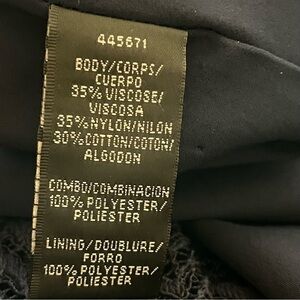 445671
BODY/CORPS/
CUERPO
35% VISCOSE/
VISCOSA
35% NYLON/NILON
30% COTTON/COTON/
ALGODON
COMBO/COMBINACION
100% POLYESTER/
POLIESTER
LINING/DOUBLURE/
FORRO
100% POLYESTER/
POLIESTER